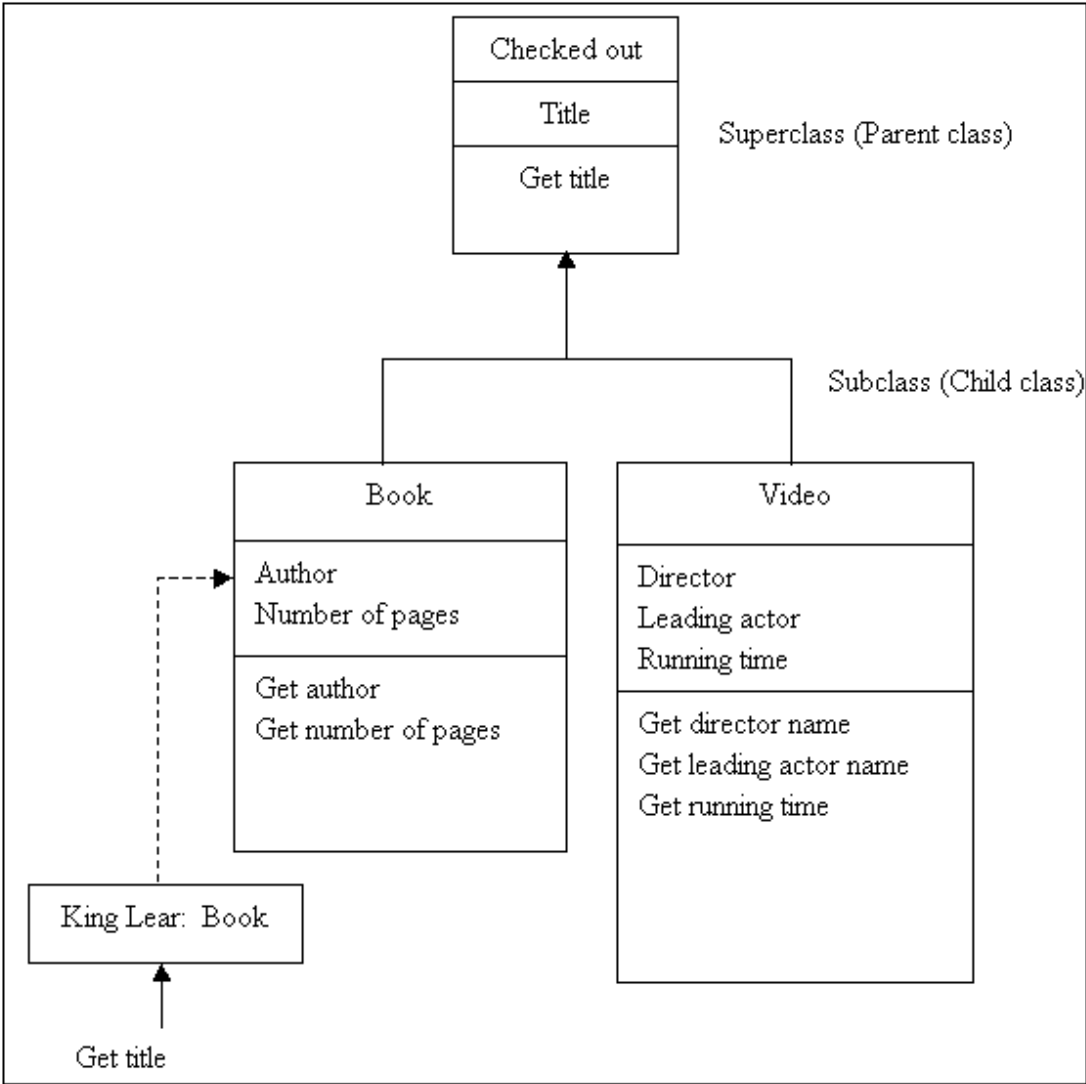 Checked out
Title
Superclass (Parent class)
Get title
Subclass (Child class)
Book
Author
Number of pages
Get author
Get number of pages
Video
Director
Leading actor
Running time
Get director name
Get leading actor name
Get running time
King Lear: Book
Get title